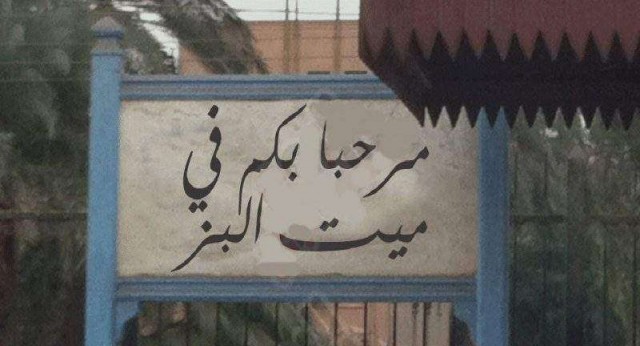 مرحبا بكم في
ميت البز